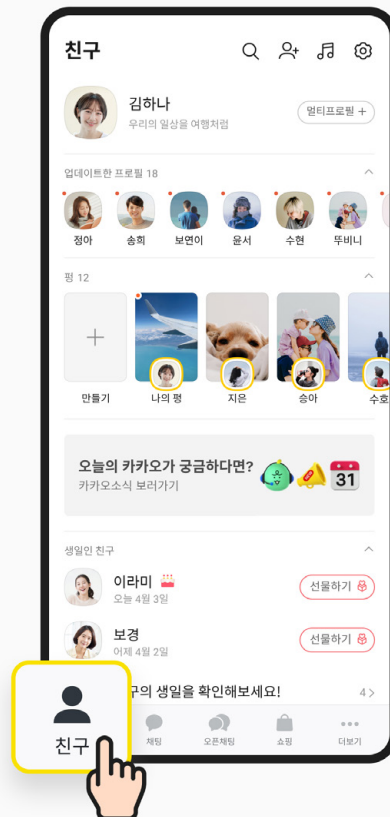 친구
김하나
우리의 일상을 여행처럼
멀티프로필 +
업데이트한 프로필 18
정아 송희 보연이 윤서 수현 뚜비니
펑 12
만들기 나의 펑 지은 승아 수호
오늘의 카카오가 궁금하다면?
카카오소식 보러가기
31
생일인 친구
이라미
오늘 4월 3일
선물하기
보경
어제 4월 2일
선물하기
구의 생일을 확인해보세요!
4
친구 채팅 오픈채팅 쇼핑 더보기